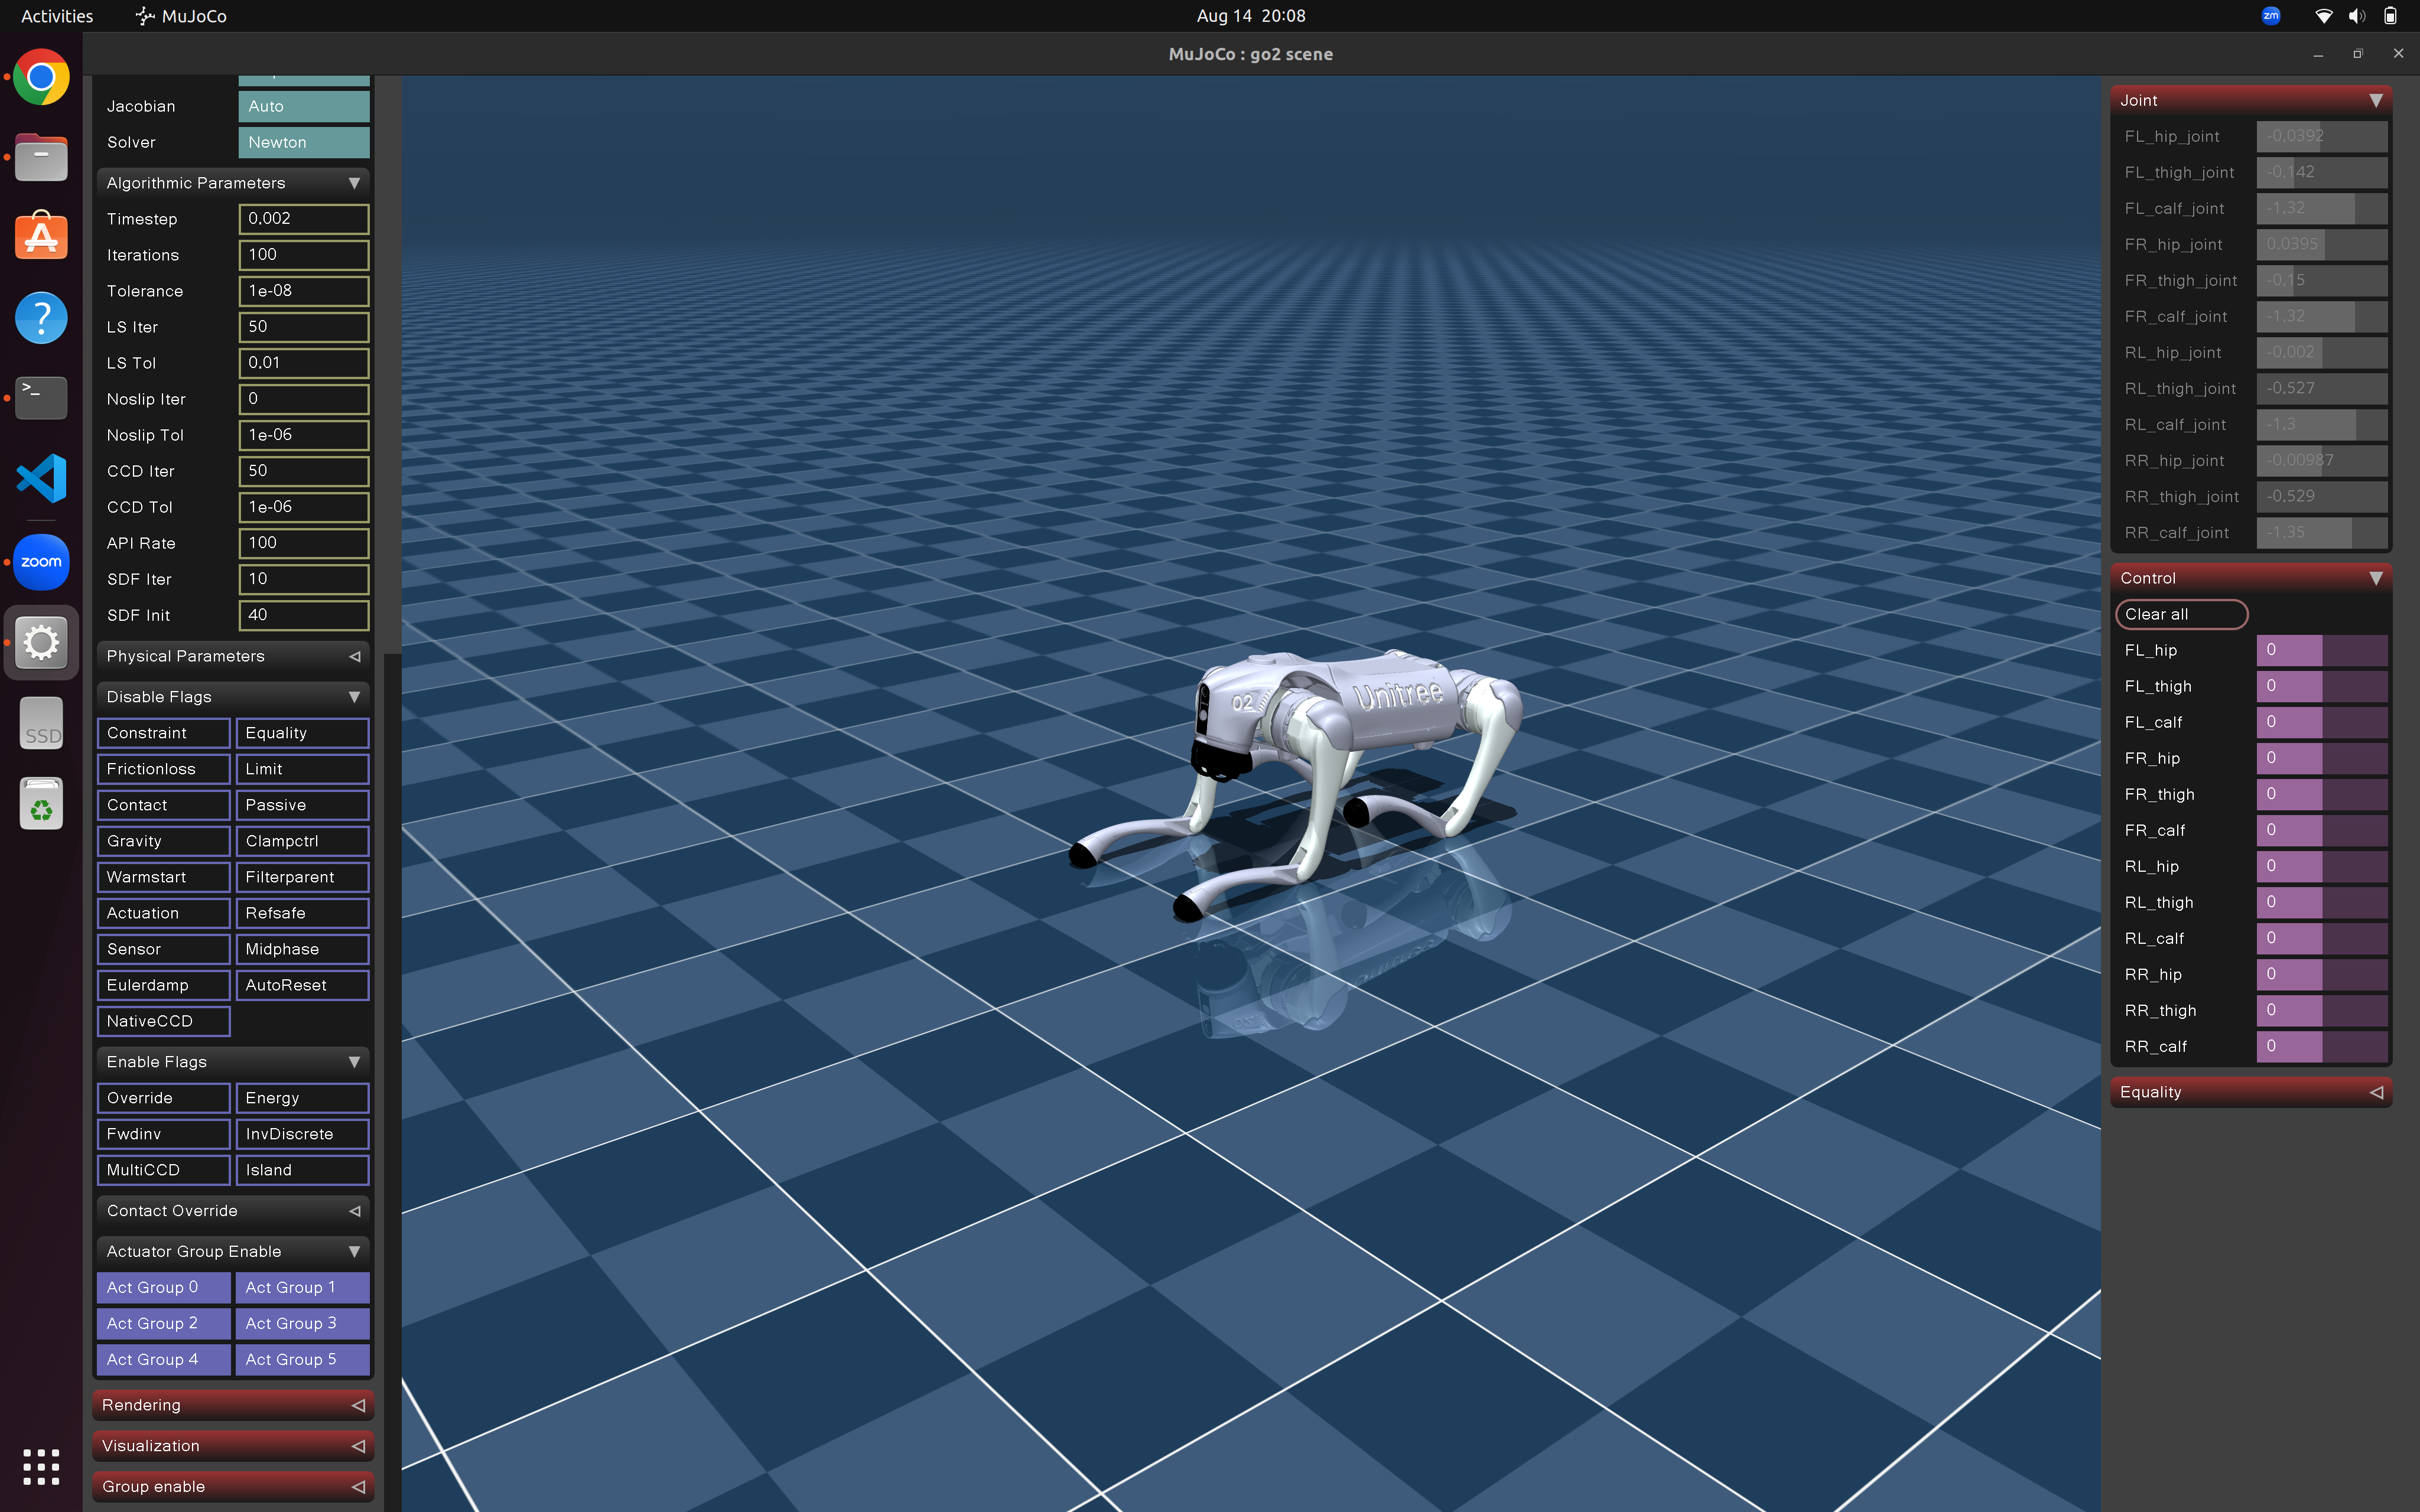 Activities MuJoCo Aug 14 20:08 zm
MuJoCo : go2 scene
Jacobian Auto
Solver Newton
Algorithmic Parameters
Timestep 0.002
Iterations 100
Tolerance 1e-08
LS Iter 50
LS Tol 0.01
Noslip Iter 0
Noslip Tol 1e-06
CCD Iter 50
CCD Tol 1e-06
API Rate 100
SDF Iter 10
SDF Init 40
Physical Parameters
Disable Flags
Constraint Equality
Frictionloss Limit
Contact Passive
Gravity Clampctrl
Warmstart Filterparent
Actuation Refsafe
Sensor Midphase
Eulerdamp AutoReset
NativeCCD
Enable Flags
Override Energy
Fwdinv InvDiscrete
MultiCCD Island
Contact Override
Actuator Group Enable
Act Group 0 Act Group 1
Act Group 2 Act Group 3
Act Group 4 Act Group 5
Rendering
Visualization
Group enable
zoom
SSD
02
Unitree
Joint
FL_hip_joint -0.0392
FL_thigh_joint -0.142
FL_calf_joint -1.32
FR_hip_joint 0.0395
FR_thigh_joint -0.15
FR_calf_joint -1.32
RL_hip_joint -0.002
RL_thigh_joint -0.527
RL_calf_joint -1.3
RR_hip_joint -0.00987
RR_thigh_joint -0.529
RR_calf_joint -1.35
Control
Clear all
FL_hip 0
FL_thigh 0
FL_calf 0
FR_hip 0
FR_thigh 0
FR_calf 0
RL_hip 0
RL_thigh 0
RL_calf 0
RR_hip 0
RR_thigh 0
RR_calf 0
Equality